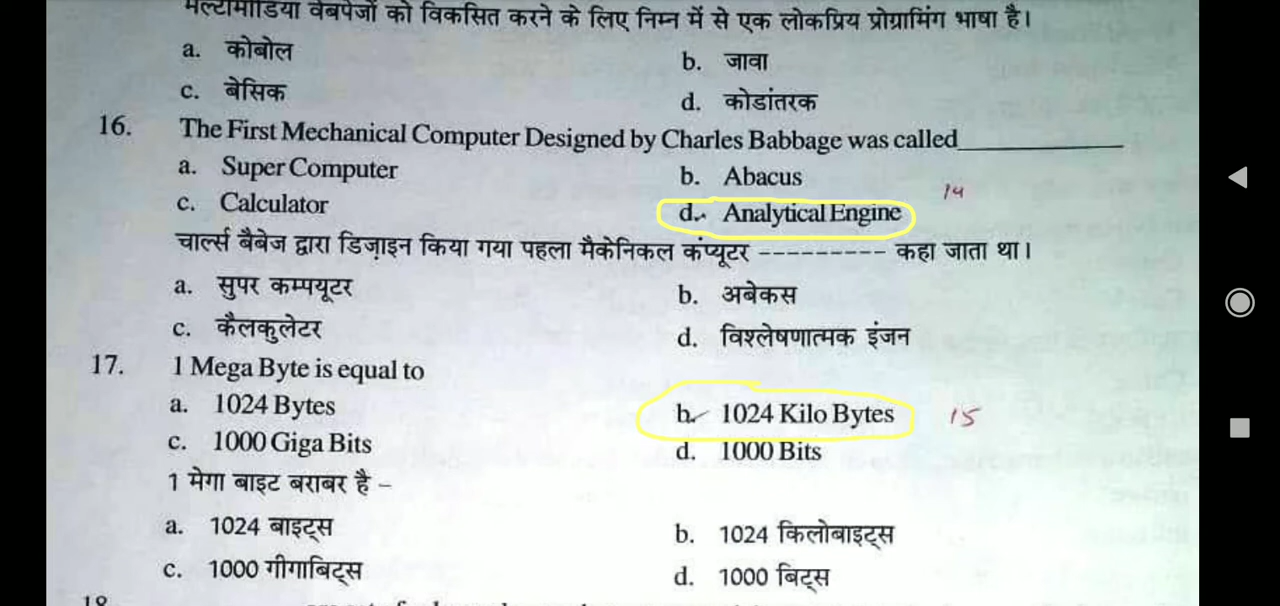 मल्टीमीडिया वेबपेजों को विकसित करने के लिए निम्न में से एक लोकप्रिय प्रोग्रामिंग भाषा है।
a. कोबोल b. जावा
c. बेसिक d. कोडांतरक
16. The First Mechanical Computer Designed by Charles Babbage was called____________
a. Super Computer b. Abacus 14
c. Calculator d. Analytical Engine
चार्ल्स बैबेज द्वारा डिज़ाइन किया गया पहला मैकेनिकल कंप्यूटर --------- कहा जाता था।
a. सुपर कम्पयूटर b. अबेकस
c. कैलकुलेटर d. विश्लेषणात्मक इंजन
17. 1 Mega Byte is equal to
a. 1024 Bytes b. 1024 Kilo Bytes 15
c. 1000 Giga Bits d. 1000 Bits
1 मेगा बाइट बराबर है –
a. 1024 बाइट्स b. 1024 किलोबाइट्स
c. 1000 गीगाबिट्स d. 1000 बिट्स
18